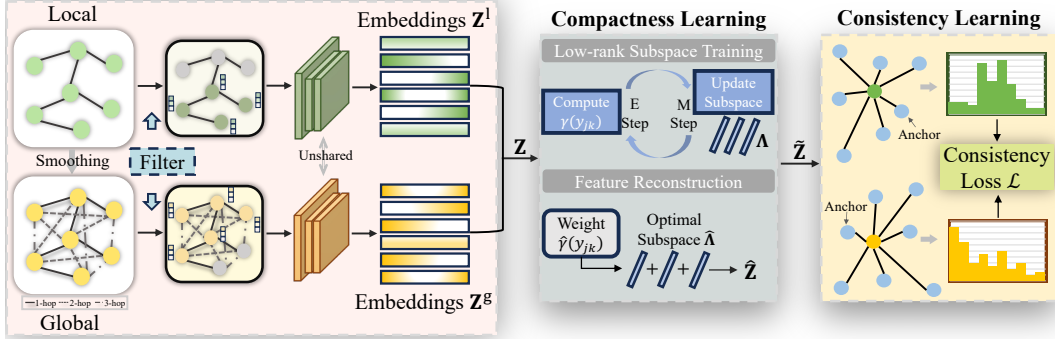 Local
Smoothing
Filter
1-hop 2-hop 3-hop
Global
Unshared
Embeddings Z^l
Embeddings Z^g
Z
Compactness Learning
Low-rank Subspace Training
Compute
γ(y_jk)
E
Step
M
Step
Update
Subspace
Λ
Feature Reconstruction
Weight
γ̂(y_jk)
Optimal
Subspace Λ̂
+ +
Ẑ
Z̃
Consistency Learning
Anchor
Anchor
Consistency
Loss ℒ